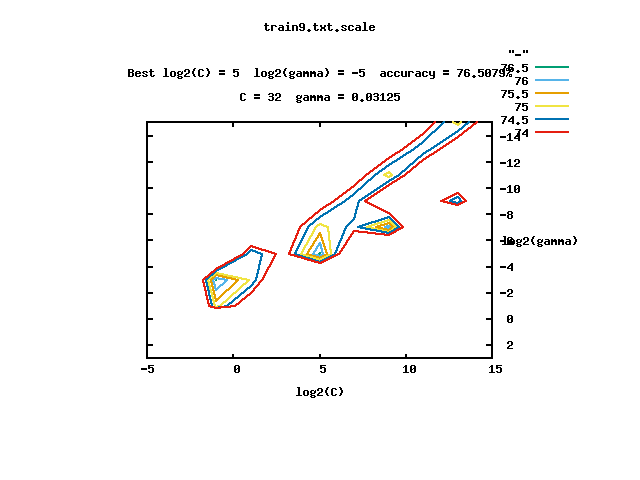 train9.txt.scale
"-"
Best log2(C) = 5  log2(gamma) = -5  accuracy = 76.5079%
76.5
76
C = 32  gamma = 0.03125
75.5
75
74.5
74
-14
-12
-10
-8
-6
log2(gamma)
-4
-2
0
2
-5 0 5 10 15
log2(C)